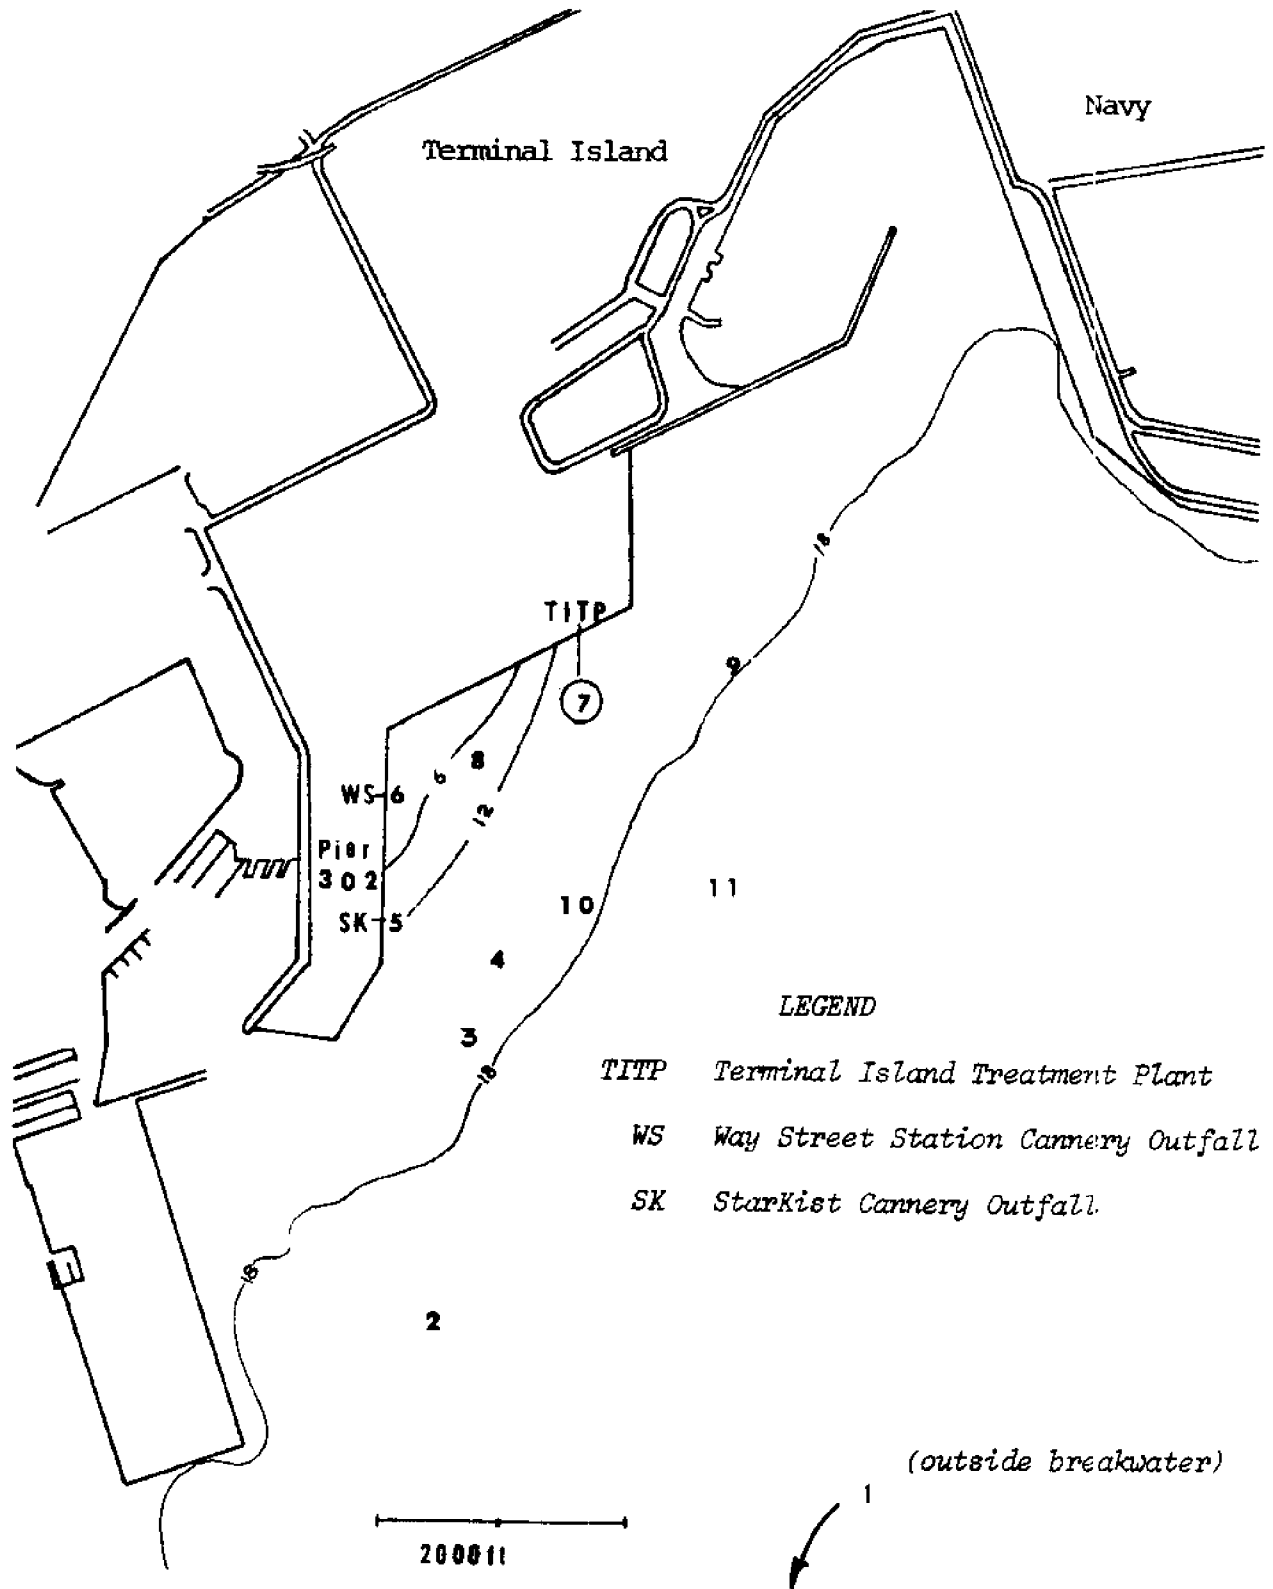 Navy
Terminal Island
18
TITP
9
7
8
6
WS 6
12
Pier
302
11
10
SK 5
4
LEGEND
3
18
TITP Terminal Island Treatment Plant
WS Way Street Station Cannery Outfall
SK StarKist Cannery Outfall
18
2
(outside breakwater)
1
2000ft